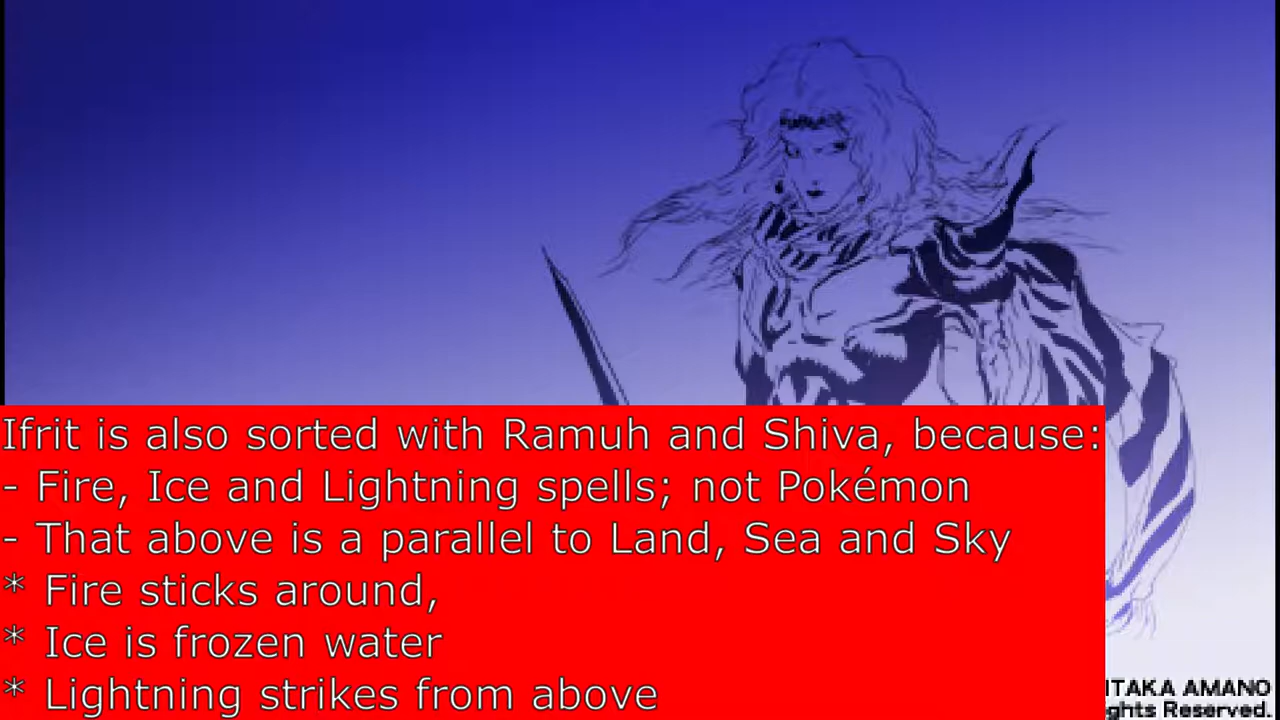 Ifrit is also sorted with Ramuh and Shiva, because:
- Fire, Ice and Lightning spells; not Pokémon
- That above is a parallel to Land, Sea and Sky
* Fire sticks around,
* Ice is frozen water
* Lightning strikes from above
ITAKA AMANO
ghts Reserved.